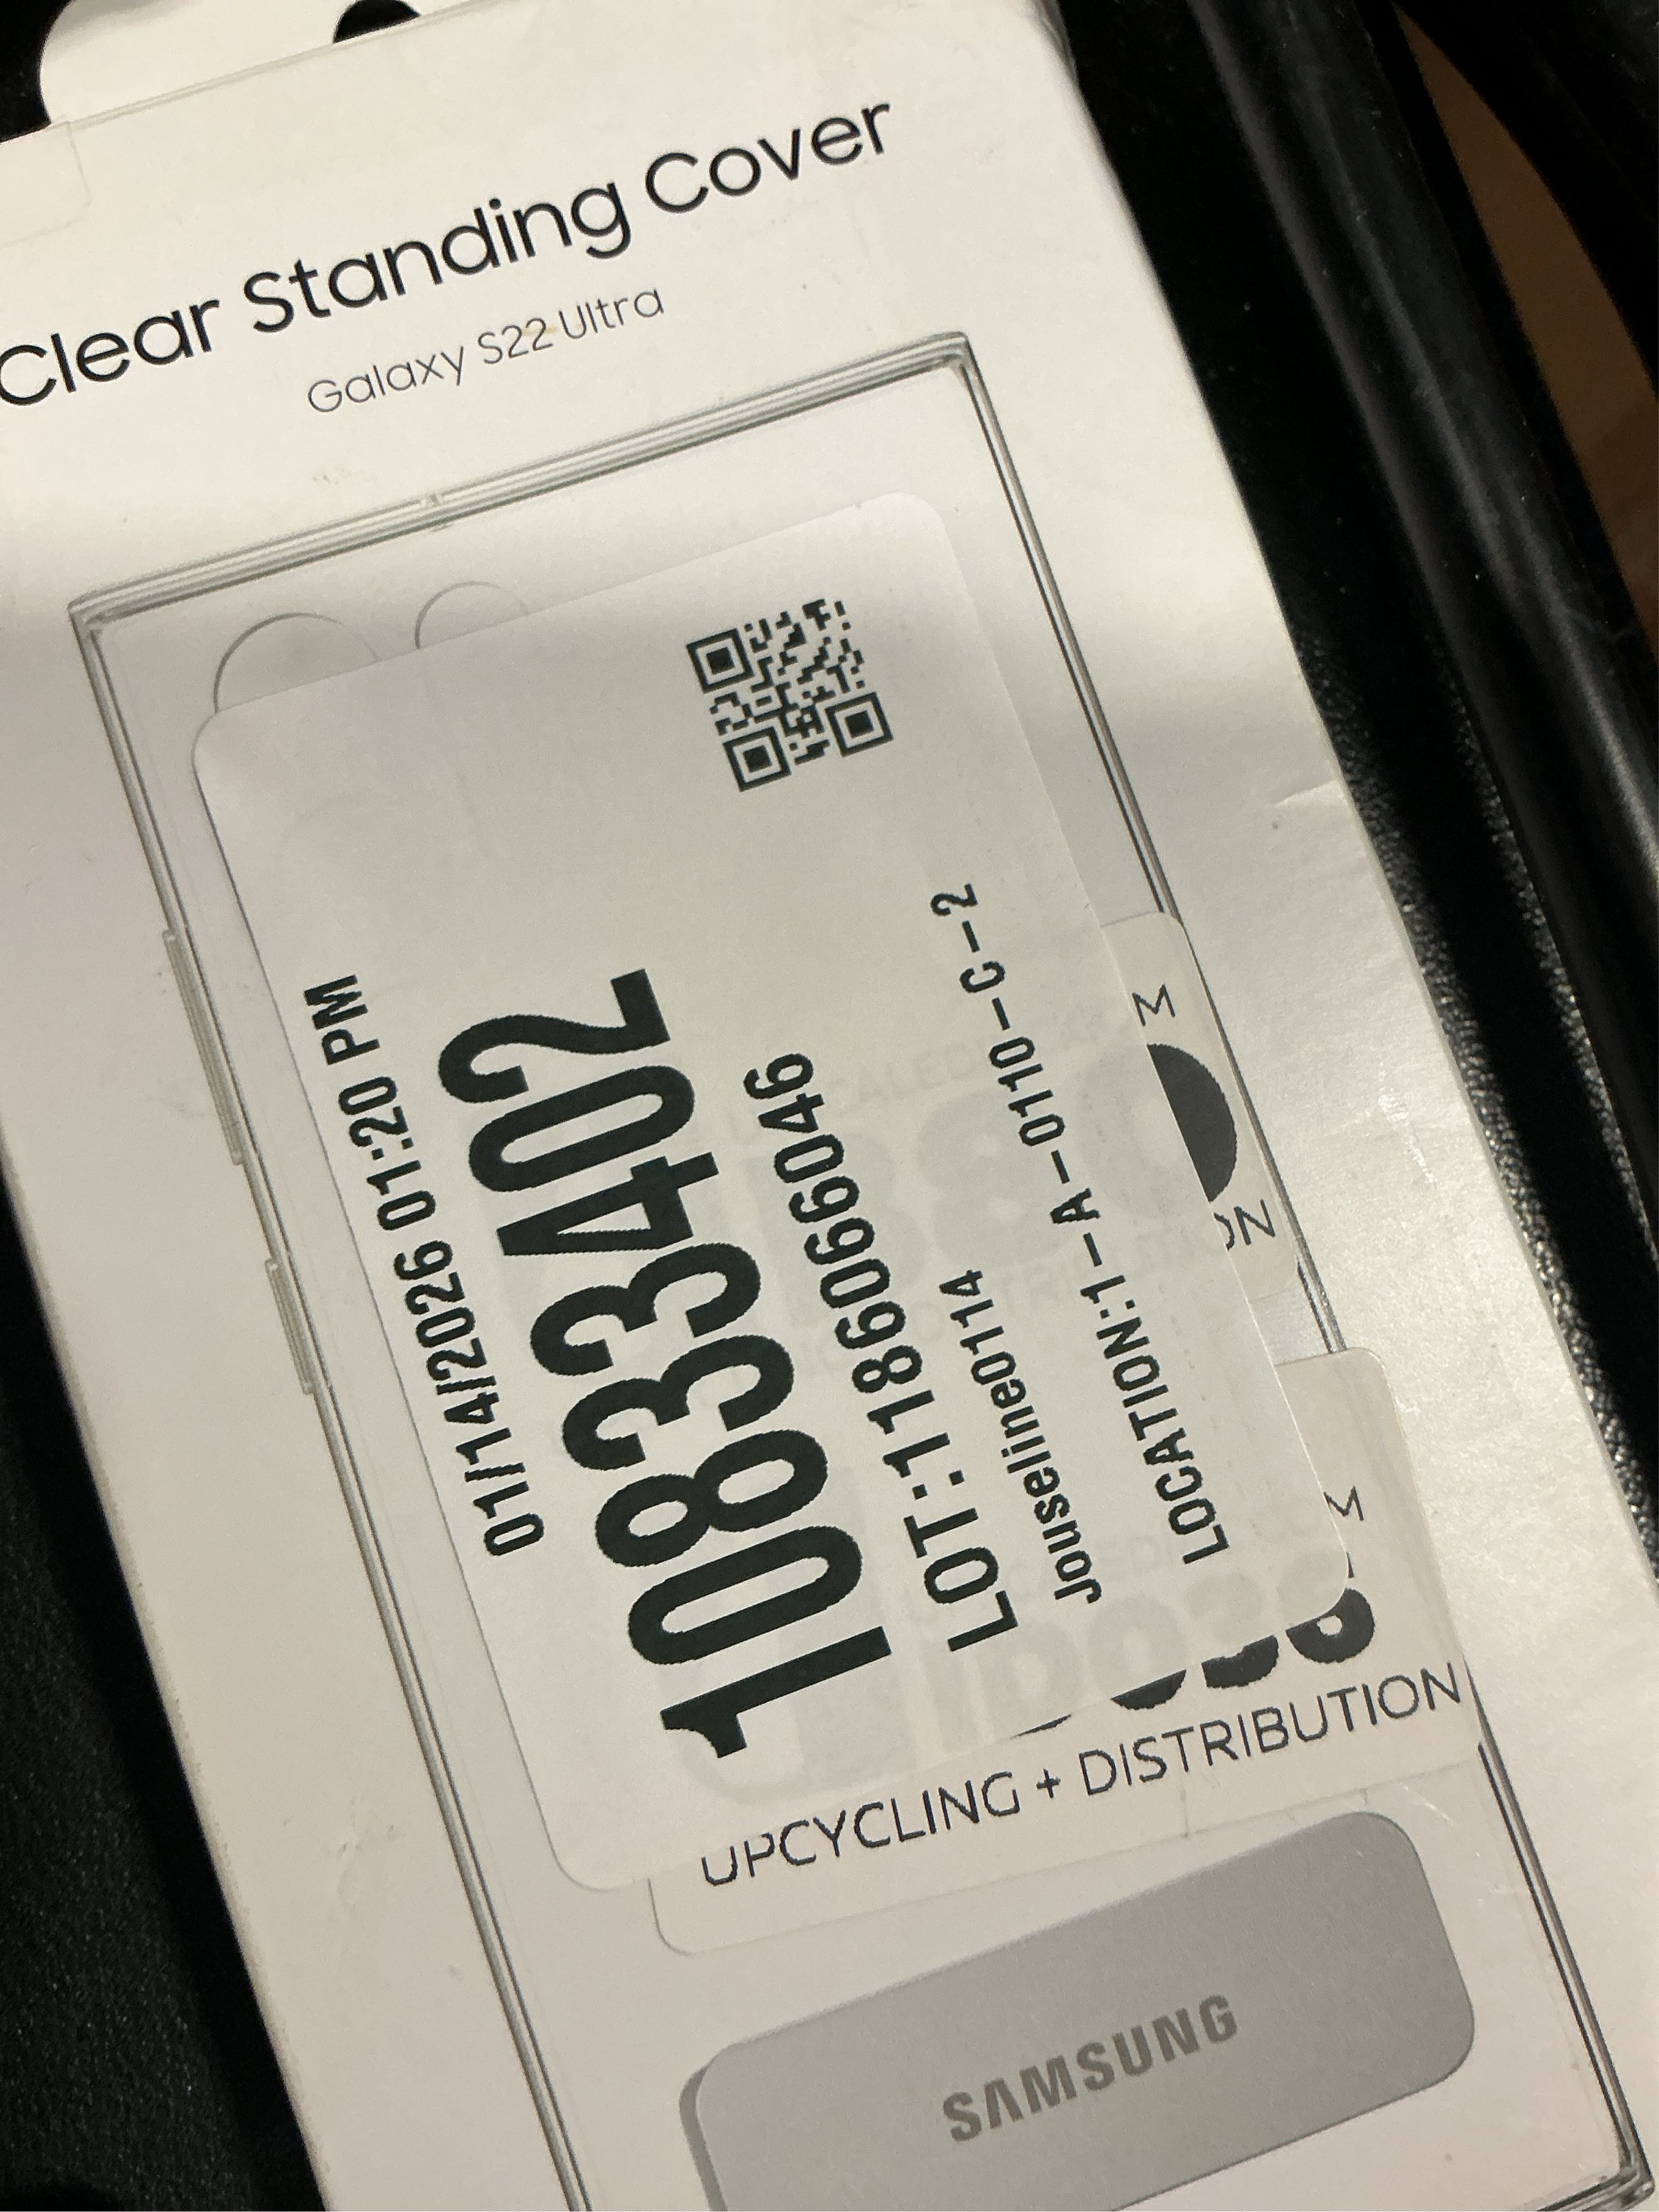 Clear Standing Cover
Galaxy S22 Ultra
01/14/2026 01:20 PM
10833402
LOT:1186066046
Jouseline0114
LOCATION:1-A-0110-C-2
UPCYCLING + DISTRIBUTION
SAMSUNG